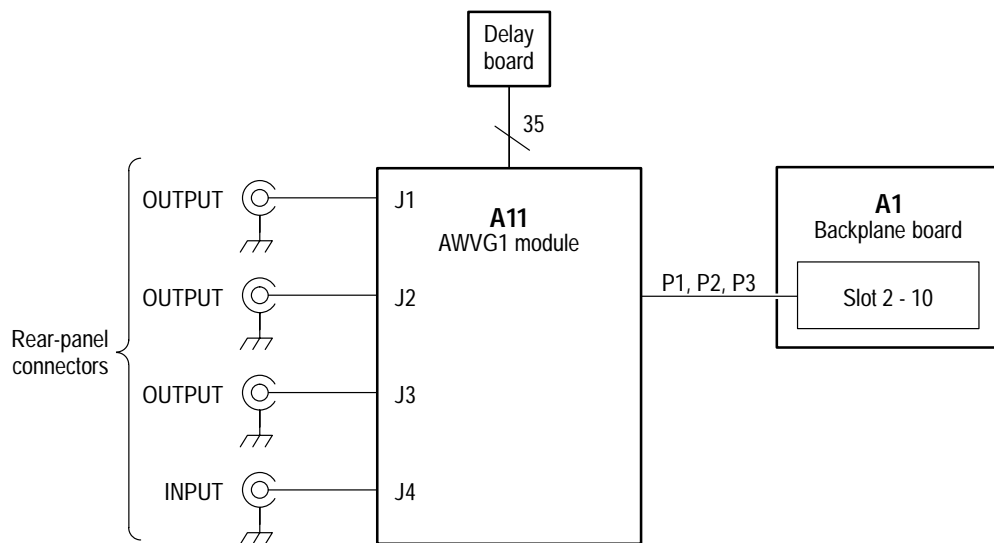 Delay
board
35
OUTPUT
J1
A11
AWVG1 module
A1
Backplane board
P1, P2, P3
Slot 2 - 10
OUTPUT
J2
Rear-panel
connectors
OUTPUT
J3
INPUT
J4